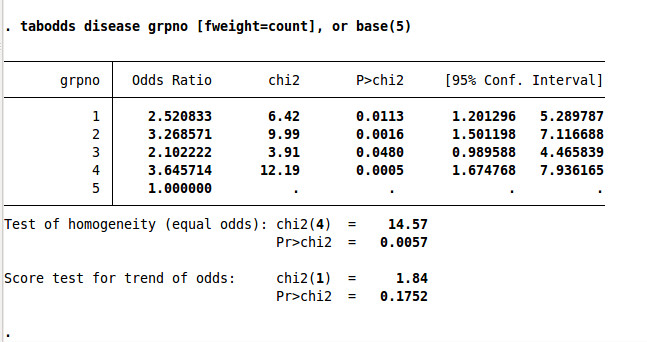 . tabodds disease grpno [fweight=count], or base(5)
grpno Odds Ratio chi2 P>chi2 [95% Conf. Interval]
1 2.520833 6.42 0.0113 1.201296 5.289787
2 3.268571 9.99 0.0016 1.501198 7.116688
3 2.102222 3.91 0.0480 0.989588 4.465839
4 3.645714 12.19 0.0005 1.674768 7.936165
5 1.000000 . . . .
Test of homogeneity (equal odds): chi2(4) = 14.57
Pr>chi2 = 0.0057
Score test for trend of odds: chi2(1) = 1.84
Pr>chi2 = 0.1752
.